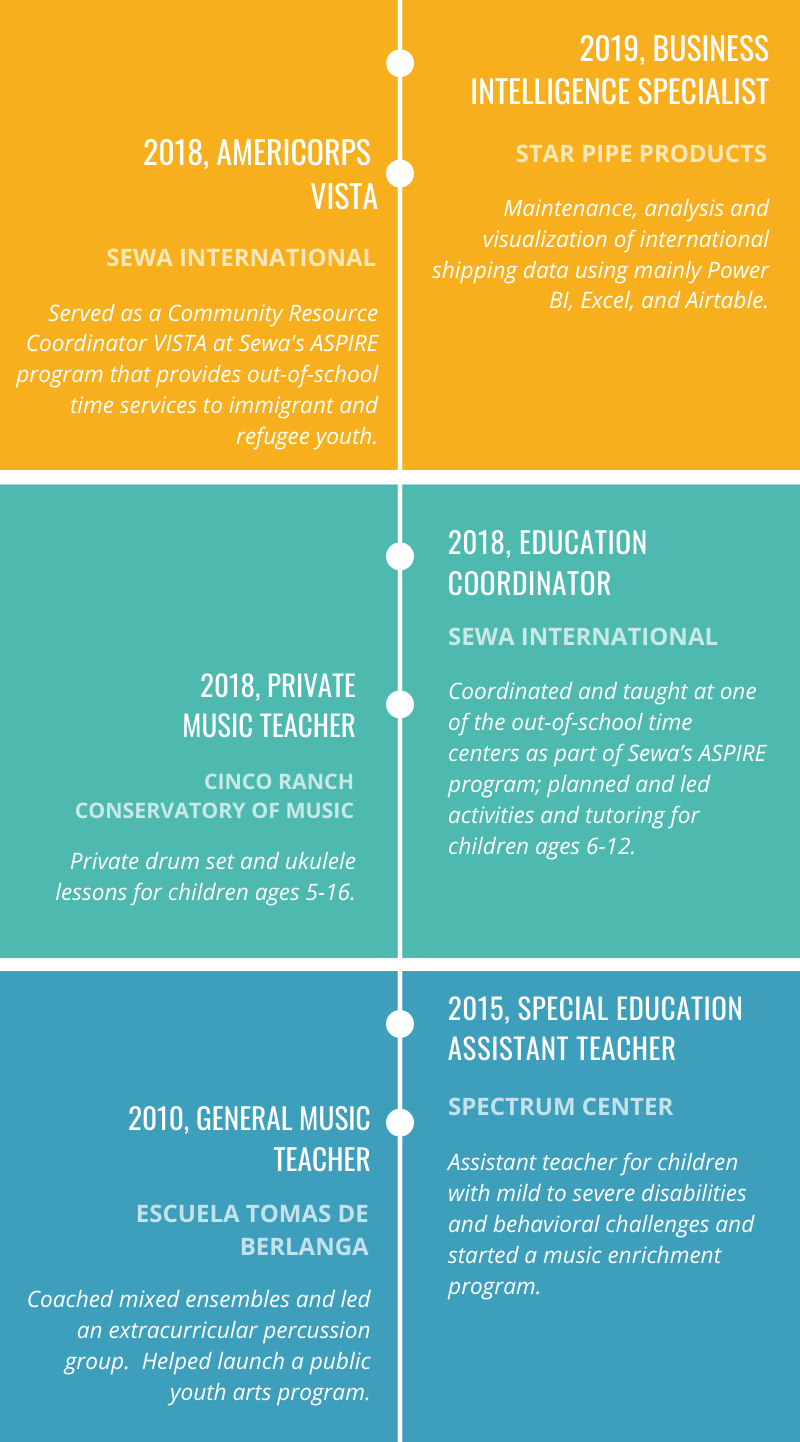 2019, BUSINESS
INTELLIGENCE SPECIALIST
STAR PIPE PRODUCTS
Maintenance, analysis and
visualization of international
shipping data using mainly Power
BI, Excel, and Airtable.
2018, AMERICORPS
VISTA
SEWA INTERNATIONAL
Served as a Community Resource
Coordinator VISTA at Sewa's ASPIRE
program that provides out-of-school
time services to immigrant and
refugee youth.
2018, EDUCATION
COORDINATOR
SEWA INTERNATIONAL
Coordinated and taught at one
of the out-of-school time
centers as part of Sewa’s ASPIRE
program; planned and led
activities and tutoring for
children ages 6-12.
2018, PRIVATE
MUSIC TEACHER
CINCO RANCH
CONSERVATORY OF MUSIC
Private drum set and ukulele
lessons for children ages 5-16.
2015, SPECIAL EDUCATION
ASSISTANT TEACHER
SPECTRUM CENTER
Assistant teacher for children
with mild to severe disabilities
and behavioral challenges and
started a music enrichment
program.
2010, GENERAL MUSIC
TEACHER
ESCUELA TOMAS DE
BERLANGA
Coached mixed ensembles and led
an extracurricular percussion
group.  Helped launch a public
youth arts program.